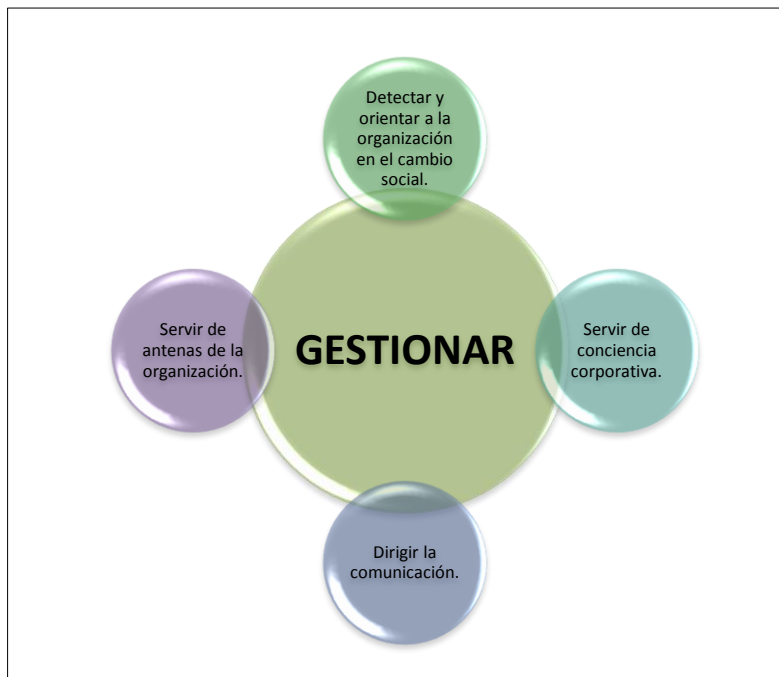 Detectar y
orientar a la
organización
en el cambio
social.
Servir de
antenas de la
organización.
GESTIONAR
Servir de
conciencia
corporativa.
Dirigir la
comunicación.